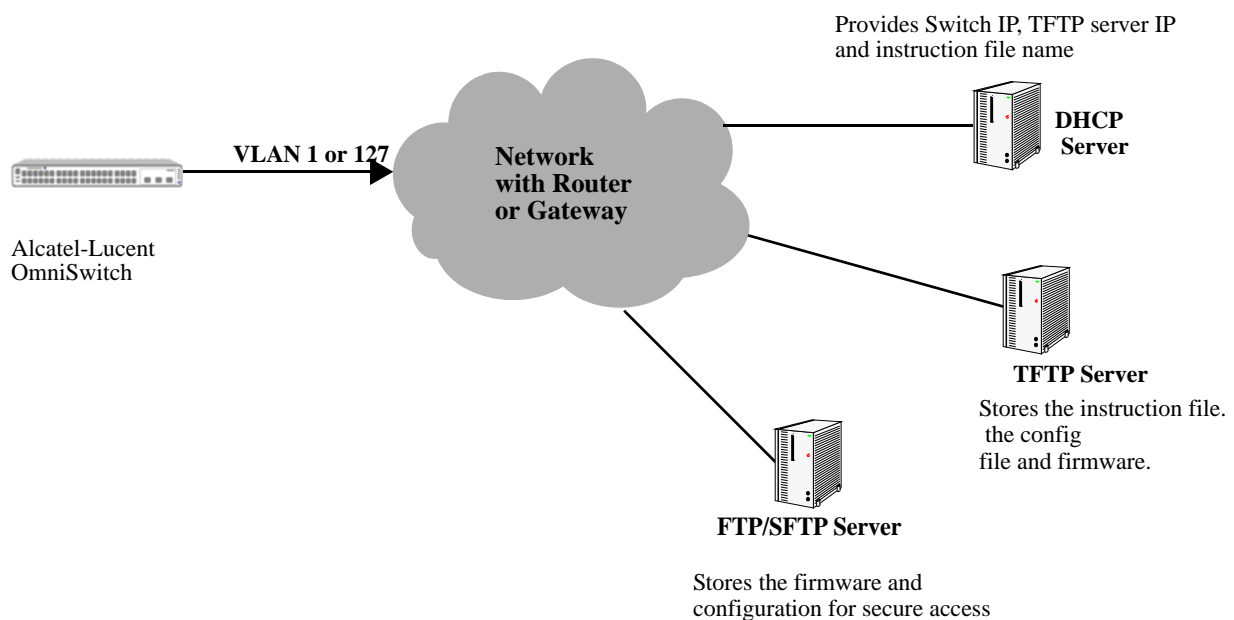 Provides Switch IP, TFTP server IP
and instruction file name
DHCP
Server
VLAN 1 or 127
Network
with Router
or Gateway
Alcatel-Lucent
OmniSwitch
TFTP Server
Stores the instruction file.
the config
file and firmware.
FTP/SFTP Server
Stores the firmware and
configuration for secure access